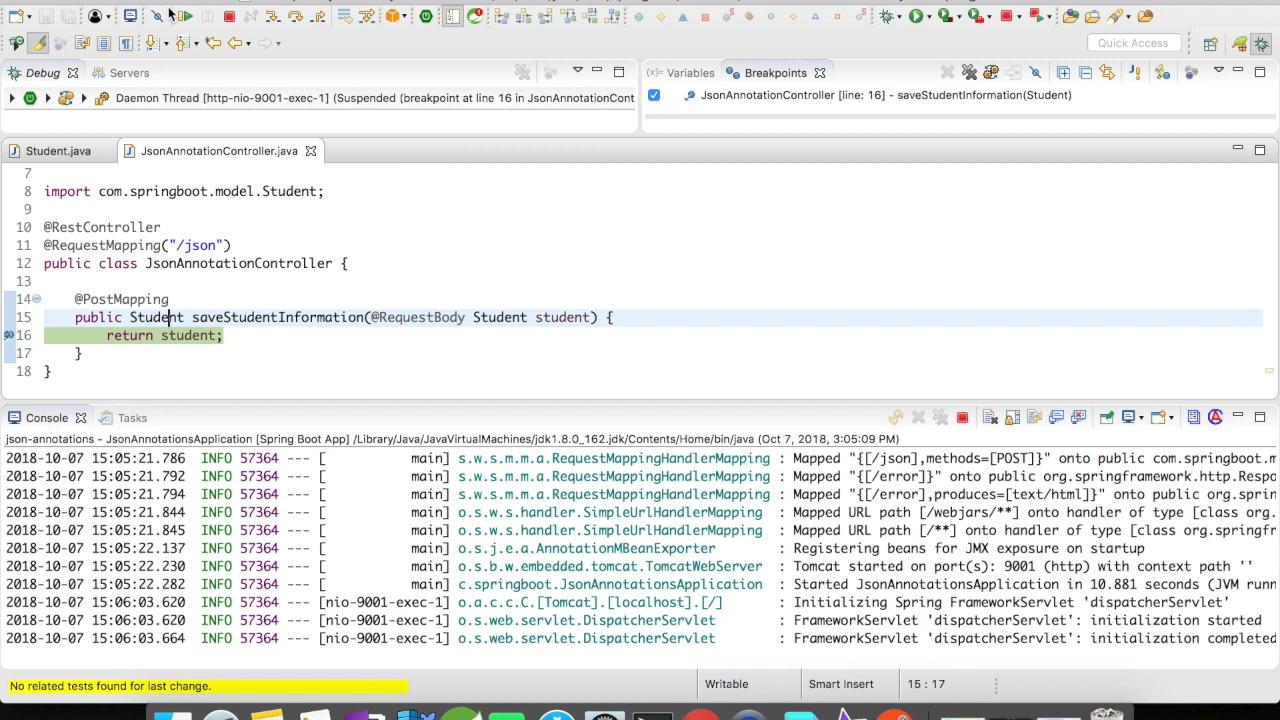 Quick Access
Debug
Servers
(x)= Variables
Breakpoints
Daemon Thread [http-nio-9001-exec-1] (Suspended (breakpoint at line 16 in JsonAnnotationCont
JsonAnnotationController [line: 16] - saveStudentInformation(Student)
Student.java
JsonAnnotationController.java
7
8 import com.springboot.model.Student;
9
10 @RestController
11 @RequestMapping("/json")
12 public class JsonAnnotationController {
13
14 @PostMapping
15 public Student saveStudentInformation(@RequestBody Student student) {
16 return student;
17 }
18 }
Console
Tasks
json-annotations - JsonAnnotationsApplication [Spring Boot App] /Library/Java/JavaVirtualMachines/jdk1.8.0_162.jdk/Contents/Home/bin/java (Oct 7, 2018, 3:05:09 PM)
2018-10-07 15:05:21.786 INFO 57364 --- [ main] s.w.s.m.m.a.RequestMappingHandlerMapping : Mapped "{[/json],methods=[POST]}" onto public com.springboot.m
2018-10-07 15:05:21.792 INFO 57364 --- [ main] s.w.s.m.m.a.RequestMappingHandlerMapping : Mapped "{[/error]}" onto public org.springframework.http.Respo
2018-10-07 15:05:21.794 INFO 57364 --- [ main] s.w.s.m.m.a.RequestMappingHandlerMapping : Mapped "{[/error],produces=[text/html]}" onto public org.sprin
2018-10-07 15:05:21.844 INFO 57364 --- [ main] o.s.w.s.handler.SimpleUrlHandlerMapping : Mapped URL path [/webjars/**] onto handler of type [class org.
2018-10-07 15:05:21.845 INFO 57364 --- [ main] o.s.w.s.handler.SimpleUrlHandlerMapping : Mapped URL path [/**] onto handler of type [class org.springfr
2018-10-07 15:05:22.137 INFO 57364 --- [ main] o.s.j.e.a.AnnotationMBeanExporter : Registering beans for JMX exposure on startup
2018-10-07 15:05:22.230 INFO 57364 --- [ main] o.s.b.w.embedded.tomcat.TomcatWebServer : Tomcat started on port(s): 9001 (http) with context path ''
2018-10-07 15:05:22.282 INFO 57364 --- [ main] c.springboot.JsonAnnotationsApplication : Started JsonAnnotationsApplication in 10.881 seconds (JVM runn
2018-10-07 15:06:03.620 INFO 57364 --- [nio-9001-exec-1] o.a.c.c.C.[Tomcat].[localhost].[/] : Initializing Spring FrameworkServlet 'dispatcherServlet'
2018-10-07 15:06:03.620 INFO 57364 --- [nio-9001-exec-1] o.s.web.servlet.DispatcherServlet : FrameworkServlet 'dispatcherServlet': initialization started
2018-10-07 15:06:03.664 INFO 57364 --- [nio-9001-exec-1] o.s.web.servlet.DispatcherServlet : FrameworkServlet 'dispatcherServlet': initialization completed
No related tests found for last change.
Writable
Smart Insert
15 : 17